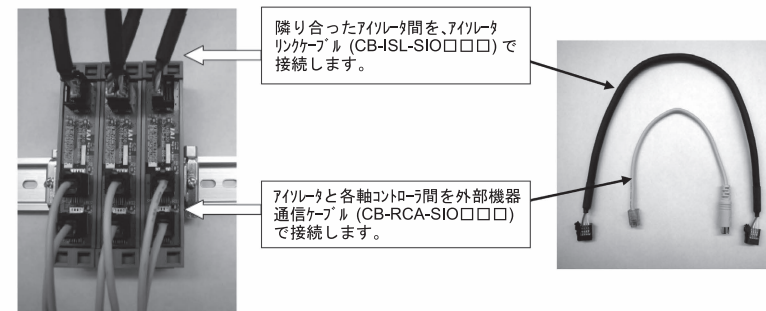 隣り合ったｱｲｿﾚｰﾀ間を、ｱｲｿﾚｰﾀ
ﾘﾝｸｹｰﾌﾞﾙ (CB-ISL-SIO□□□) で
接続します。
ｱｲｿﾚｰﾀと各軸ｺﾝﾄﾛｰﾗ間を外部機器
通信ｹｰﾌﾞﾙ (CB-RCA-SIO□□□)
で接続します。